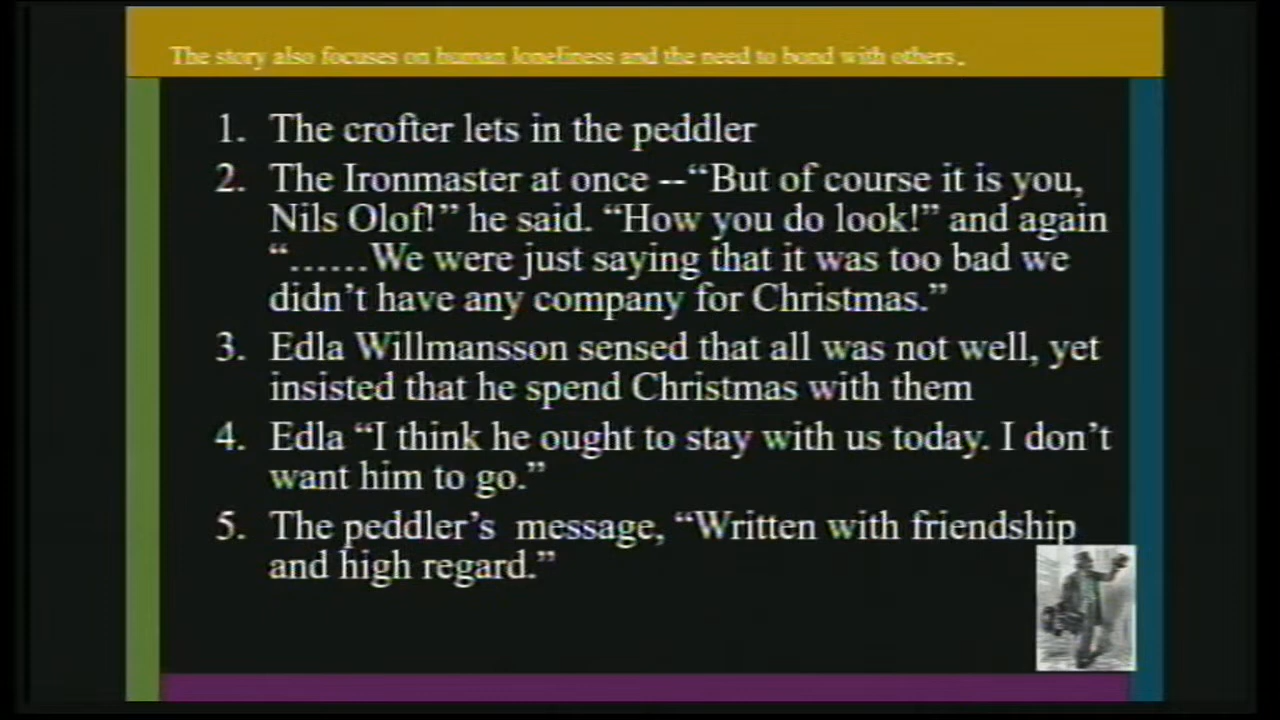 The story also focuses on human loneliness and the need to bond with others.
1. The crofter lets in the peddler
2. The Ironmaster at once --“But of course it is you,
Nils Olof!” he said. “How you do look!” and again
“......We were just saying that it was too bad we
didn’t have any company for Christmas.”
3. Edla Willmansson sensed that all was not well, yet
insisted that he spend Christmas with them
4. Edla “I think he ought to stay with us today. I don’t
want him to go.”
5. The peddler’s message, “Written with friendship
and high regard.”